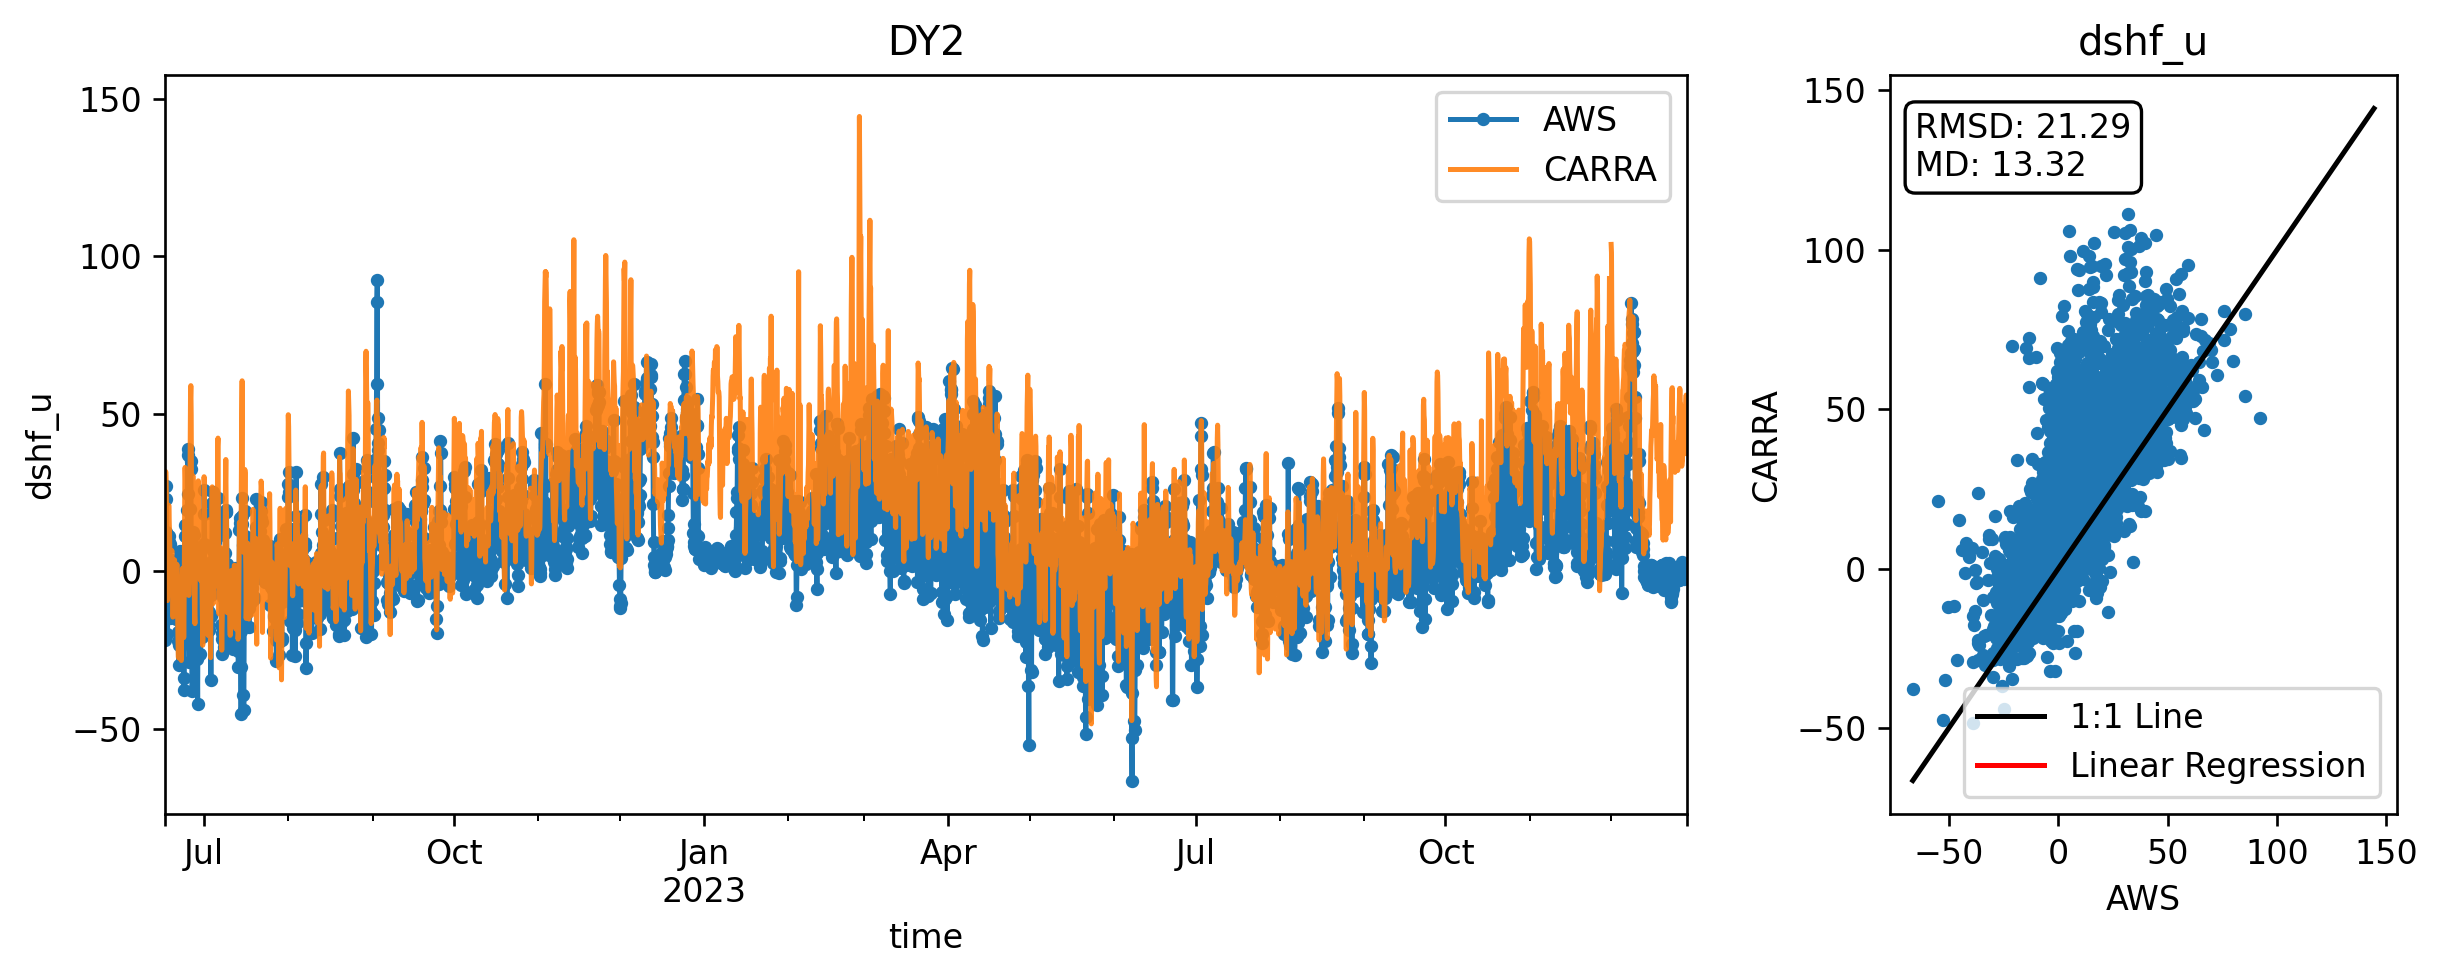 DY2
dshf_u
150
100
50
0
−50
AWS
CARRA
Jul
Oct
Jan
2023
Apr
Jul
Oct
time
dshf_u
RMSD: 21.29
MD: 13.32
150
100
50
0
−50
CARRA
1:1 Line
Linear Regression
−50
0
50
100
150
AWS